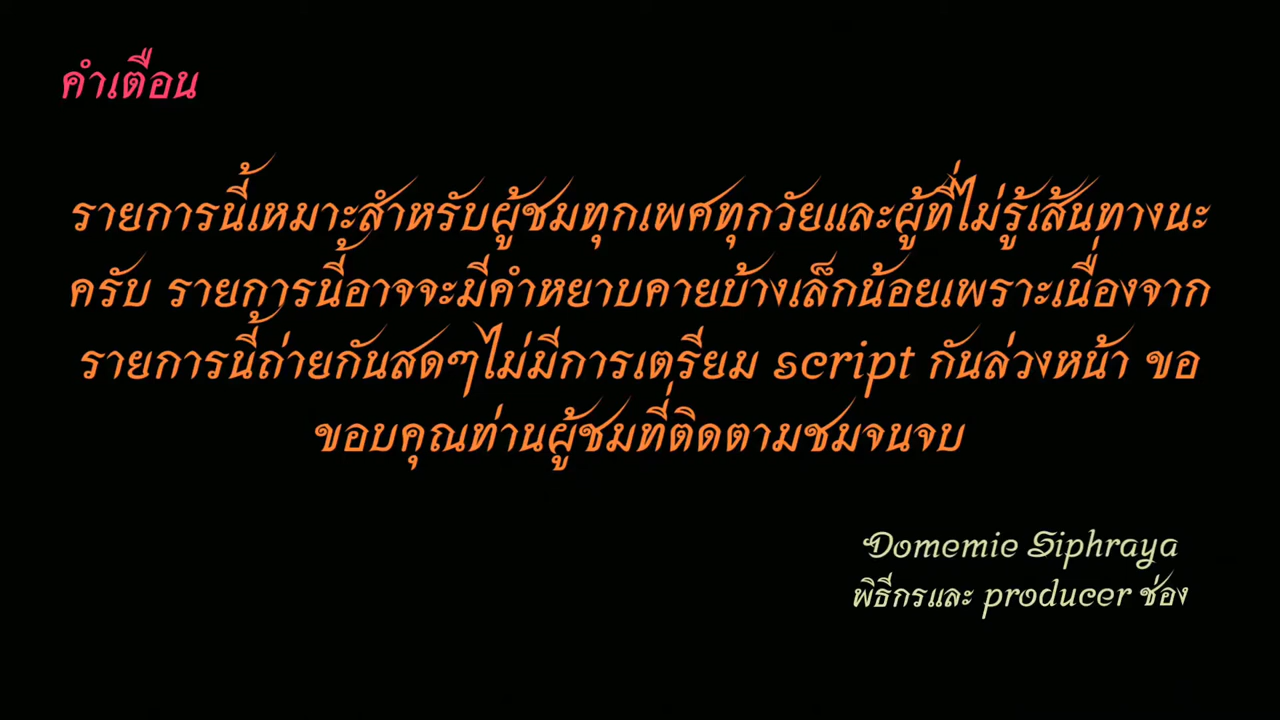 คำเตือน
รายการนี้เหมาะสำหรับผู้ชมทุกเพศทุกวัยและผู้ที่ไม่รู้เส้นทางนะ
ครับ รายการนี้อาจจะมีคำหยาบคายบ้างเล็กน้อยเพราะเนื่องจาก
รายการนี้ถ่ายกันสดๆไม่มีการเตรียม script กันล่วงหน้า ขอ
ขอบคุณท่านผู้ชมที่ติดตามชมจนจบ
Domemie Siphraya
พิธีกรและ producer ช่อง